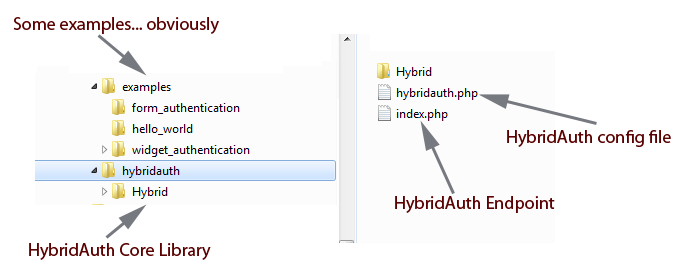 Some examples... obviously
examples
form_authentication
hello_world
widget_authentication
hybridauth
Hybrid
HybridAuth Core Library
Hybrid
hybridauth.php
index.php
HybridAuth config file
HybridAuth Endpoint